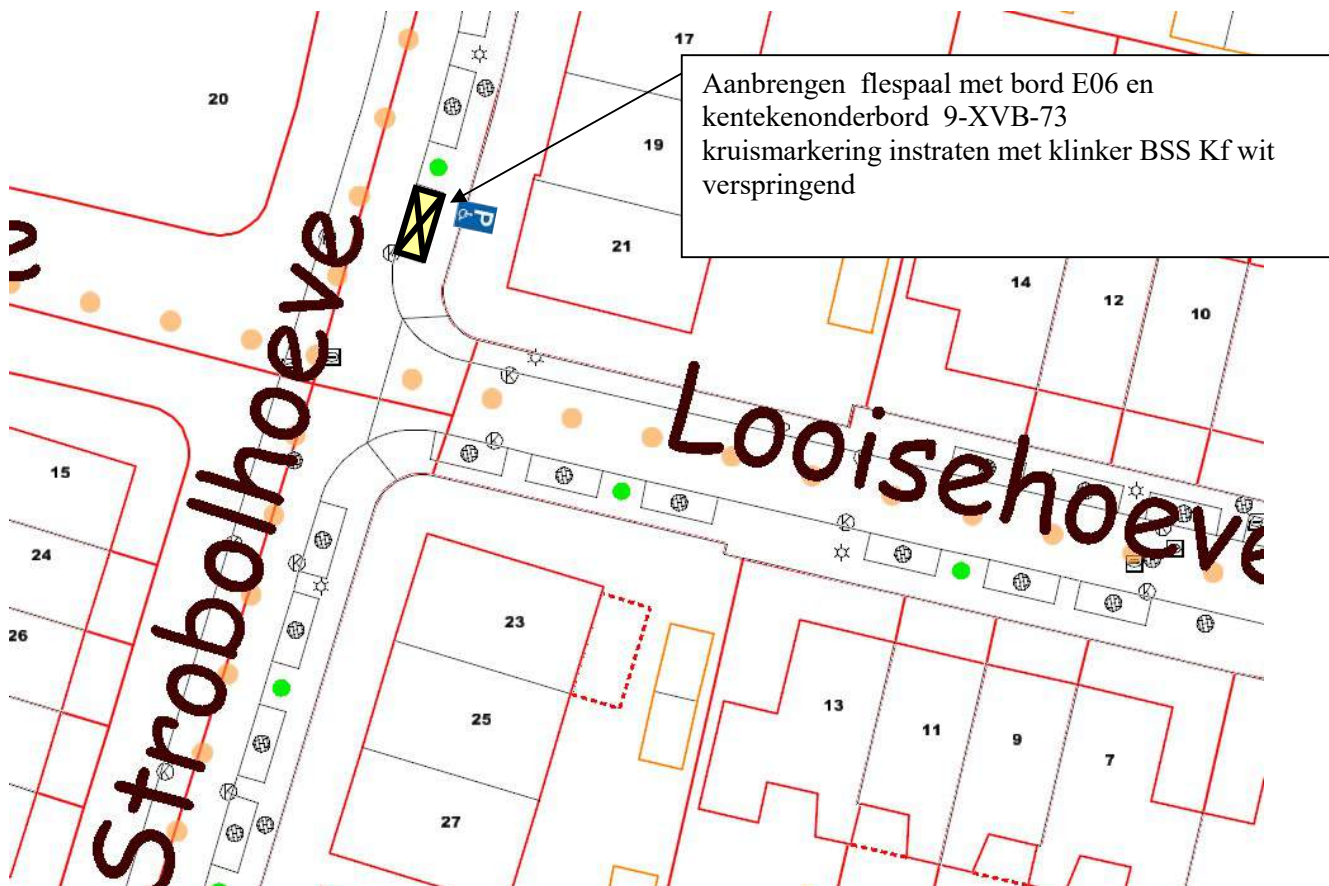 17
Aanbrengen flespaal met bord E06 en
kentekenonderbord 9-XVB-73
kruismarkering instraten met klinker BSS Kf wit
verspringend
20
19
P
21
14
12
10
K
Strobolhoeve
Looisehoeve
15
24
26
23
25
27
13
11
9
7